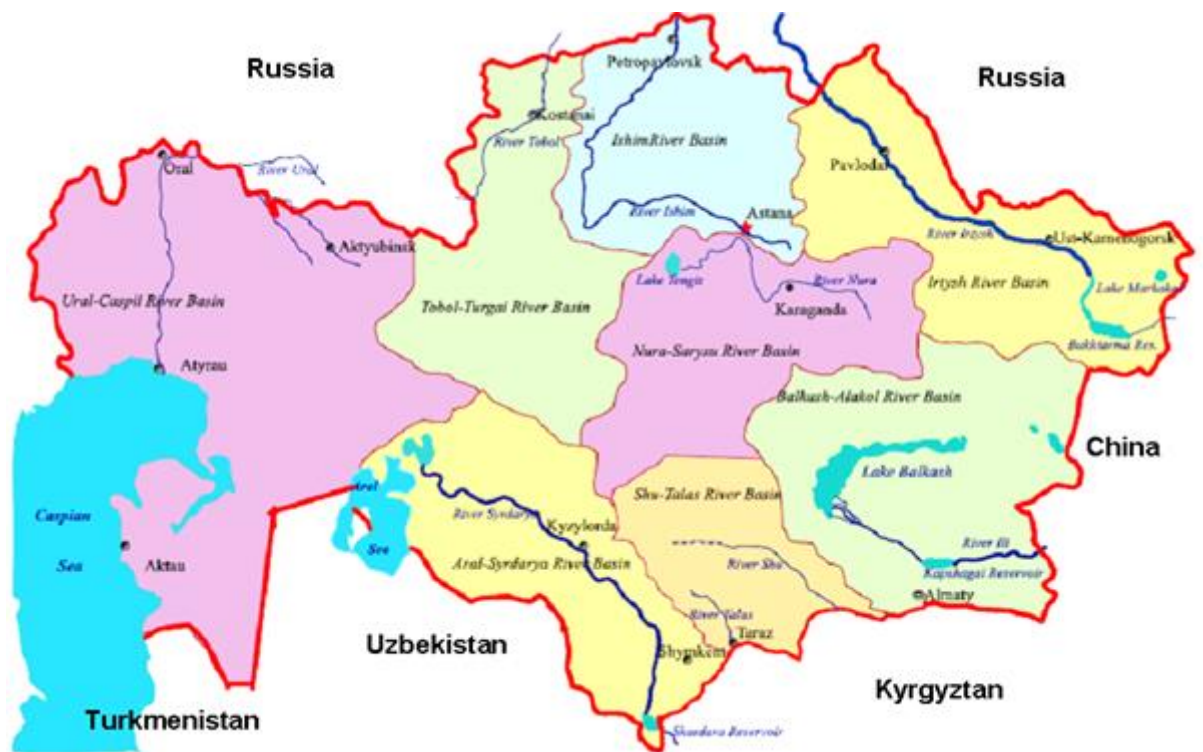 Russia
Russia
Petropavlovsk
Kostanai
River Tobol
IshimRiver Basin
Pavlodar
Oral
River Ural
River Ishim
Astana
River Irtysh
Ust-Kamenogorsk
Aktyubinsk
Ural-Caspil River Basin
Tobol-Turgai River Basin
Lake Tengiz
River Nura
Karaganda
Irtyzh River Basin
Lake Markakol
Bukhtarma Res.
Nura-Sarysu River Basin
Atyrau
Balkash-Alakol River Basin
China
Lake Balkash
Aral
Sea
Shu-Talas River Basin
River Syrdarya
Kyzylorda
Caspian
Sea
Aktau
Aral-Syrdarya River Basin
River Shu
River Ili
Kapshagai Reservoir
Almaty
River Talas
Taraz
Shymkent
Uzbekistan
Kyrgyztan
Turkmenistan
Shardara Reservoir